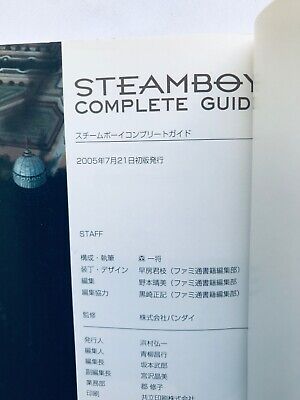 STEAMBOY
COMPLETE GUID
スチームボーイコンプリートガイド
2005年7月21日初版発行
STAFF
構成・執筆 森 一将
装丁・デザイン 早房君枝(ファミ通書籍編集部)
編集 野本晴美(ファミ通書籍編集部)
編集協力 黒崎正記(ファミ通書籍編集部)
監修 株式会社バンダイ
発行人 浜村弘一
編集人 青柳昌行
編集長 坂本武郎
副編集長 宮沢晶美
業務部 都 修子
印刷 共立印刷株式会社